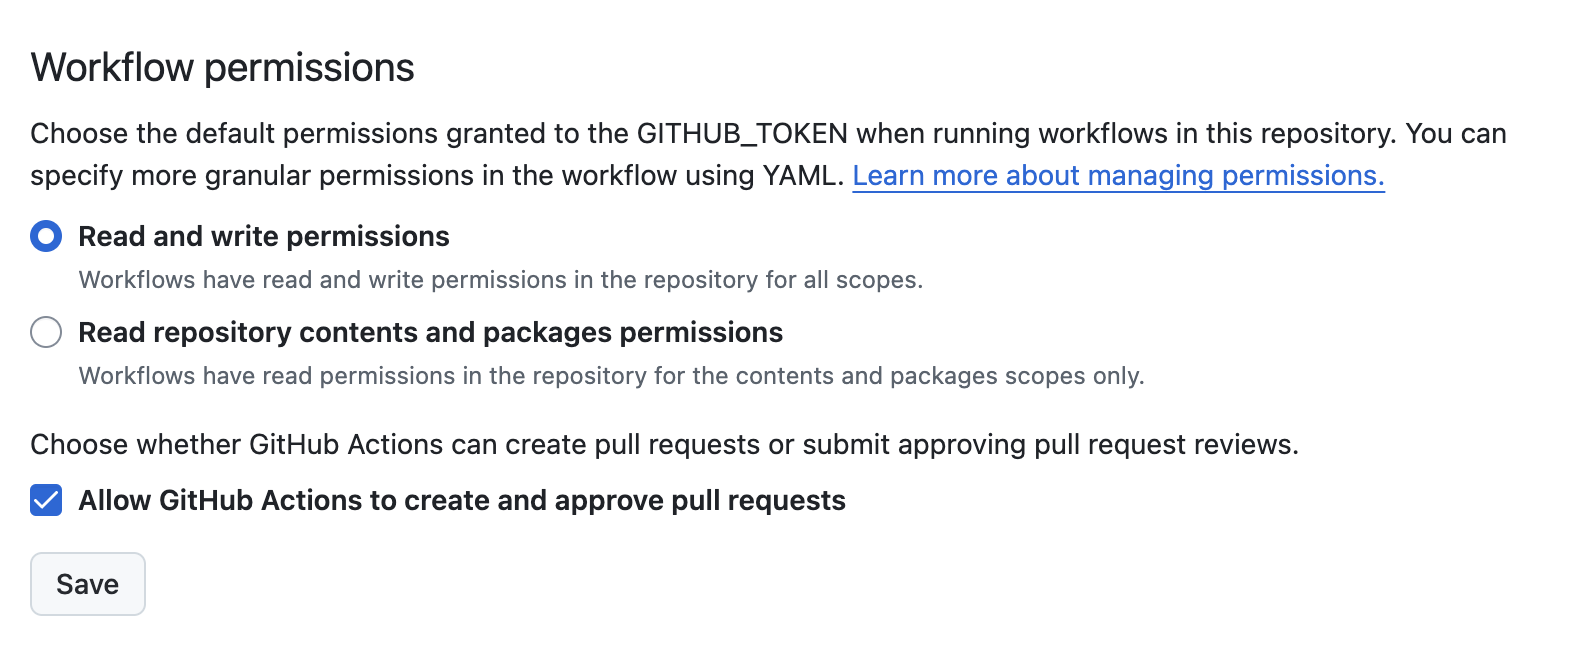 Workflow permissions
Choose the default permissions granted to the GITHUB_TOKEN when running workflows in this repository. You can
specify more granular permissions in the workflow using YAML. Learn more about managing permissions.
Read and write permissions
Workflows have read and write permissions in the repository for all scopes.
Read repository contents and packages permissions
Workflows have read permissions in the repository for the contents and packages scopes only.
Choose whether GitHub Actions can create pull requests or submit approving pull request reviews.
Allow GitHub Actions to create and approve pull requests
Save